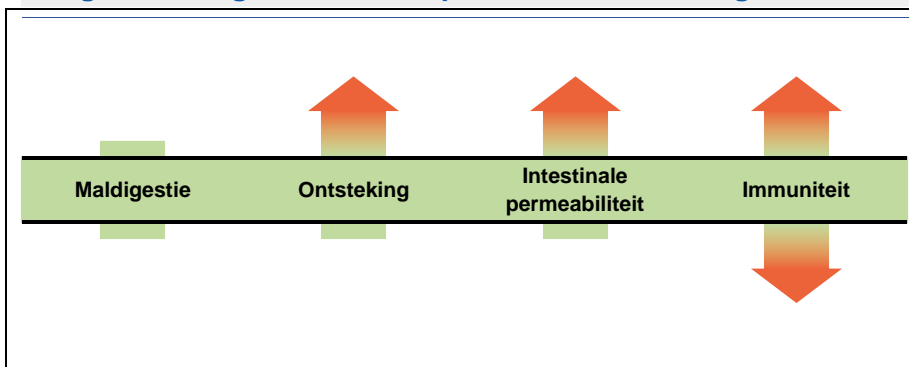 Maldigestie
Ontsteking
Intestinale
permeabiliteit
Immuniteit